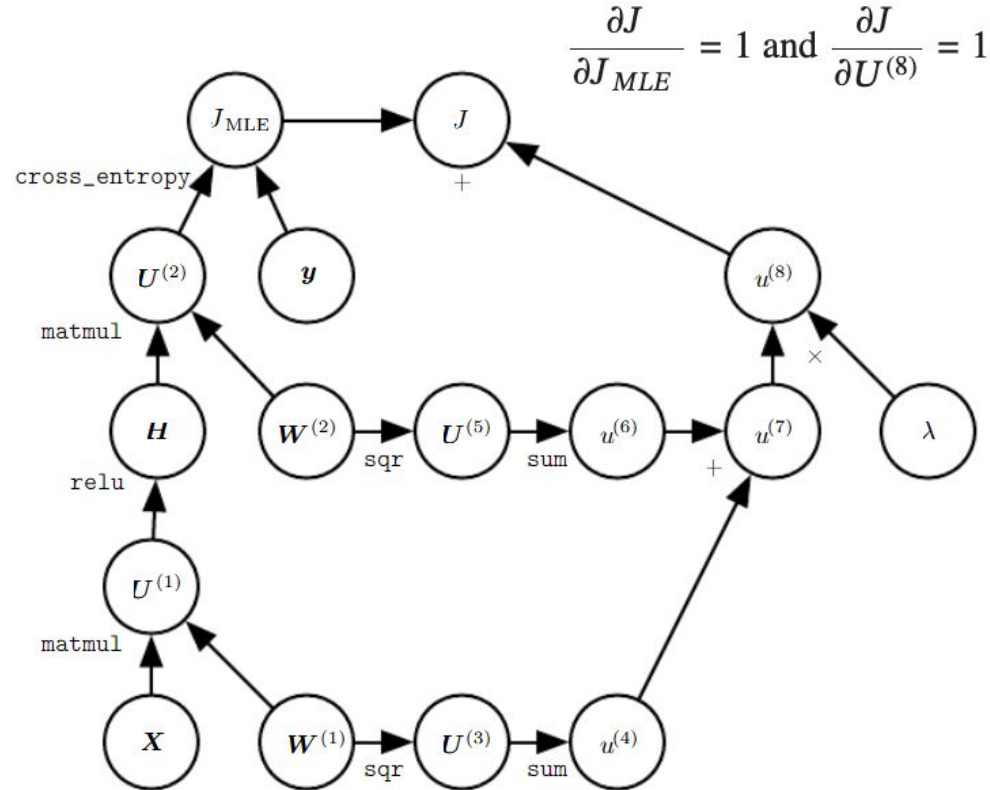 ∂J/∂J_MLE = 1 and ∂J/∂U^(8) = 1
J_MLE
J
cross_entropy
+
U^(2)
y
u^(8)
matmul
×
H
W^(2)
U^(5)
u^(6)
u^(7)
λ
sqr
sum
+
relu
U^(1)
matmul
X
W^(1)
U^(3)
u^(4)
sqr
sum